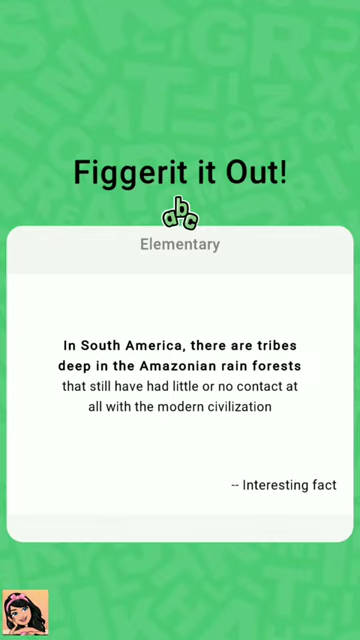 Figgerit it Out!
abc
Elementary
In South America, there are tribes
deep in the Amazonian rain forests
that still have had little or no contact at
all with the modern civilization
-- Interesting fact